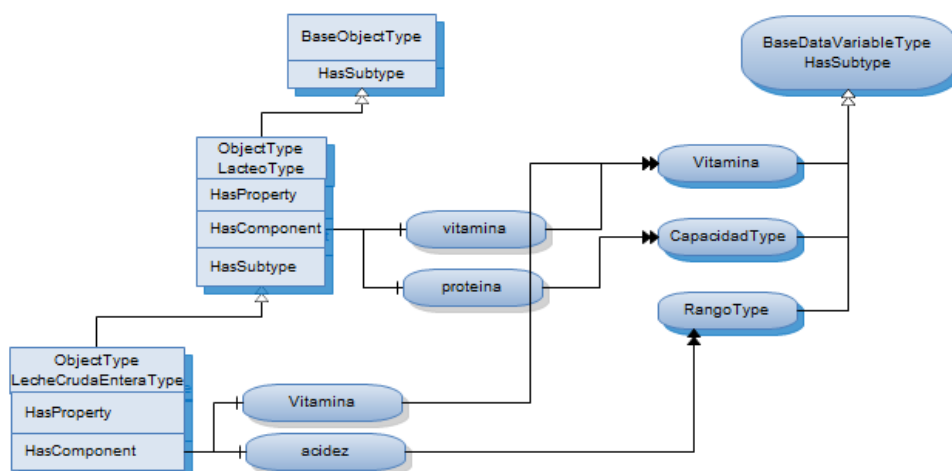 BaseObjectType
HasSubtype
BaseDataVariableType
HasSubtype
ObjectType
LacteoType
HasProperty
HasComponent
HasSubtype
vitamina
proteina
Vitamina
CapacidadType
RangoType
ObjectType
LecheCrudaEnteraType
HasProperty
HasComponent
Vitamina
acidez